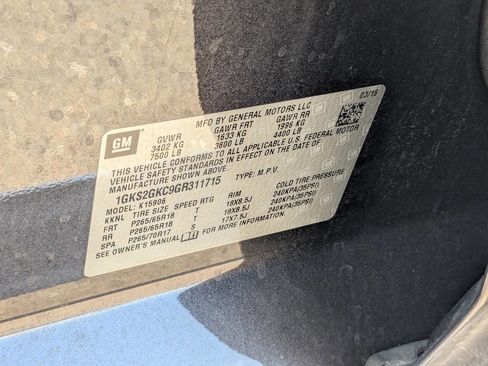 GM
MFD BY GENERAL MOTORS LLC
03/16
GVWR GAWR FRT GAWR RR
3402 KG 1633 KG 1996 KG
7500 LB 3600 LB 4400 LB
THIS VEHICLE CONFORMS TO ALL APPLICABLE U.S. FEDERAL MOTOR
VEHICLE SAFETY STANDARDS IN EFFECT ON THE DATE OF
MANUFACTURE SHOWN ABOVE.
1GKS2GKC9GR311715 TYPE: M.P.V.
MODEL: K15906
KKNL TIRE SIZE SPEED RTG RIM COLD TIRE PRESSURE
FRT P265/65R18 T 18X8.5J 240KPA(35PSI)
RR P265/65R18 T 18X8.5J 240KPA(35PSI)
SPA P265/70R17 S 17X7.5J 240KPA(35PSI)
SEE OWNER'S MANUAL FOR MORE INFORMATION.